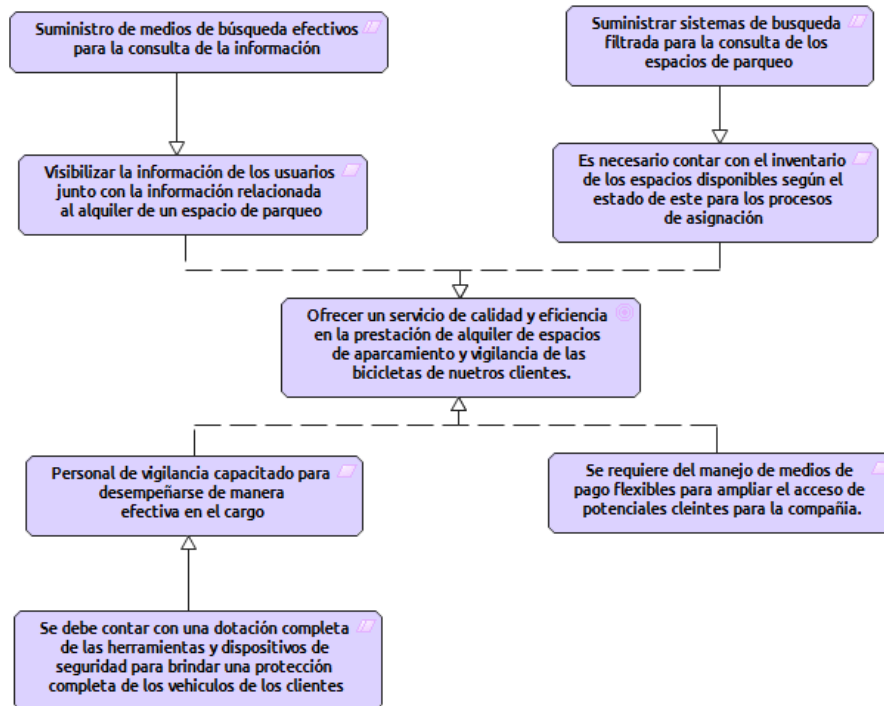 Suministro de medios de búsqueda efectivos
para la consulta de la información
Suministrar sistemas de busqueda
filtrada para la consulta de los
espacios de parqueo
Visibilizar la información de los usuarios
junto con la información relacionada
al alquiler de un espacio de parqueo
Es necesario contar con el inventario
de los espacios disponibles según el
estado de este para los procesos
de asignación
Ofrecer un servicio de calidad y eficiencia
en la prestación de alquiler de espacios
de aparcamiento y vigilancia de las
bicicletas de nuetros clientes.
Personal de vigilancia capacitado para
desempeñarse de manera
efectiva en el cargo
Se requiere del manejo de medios de
pago flexibles para ampliar el acceso de
potenciales cleintes para la compañia.
Se debe contar con una dotación completa
de las herramientas y dispositivos de
seguridad para brindar una protección
completa de los vehiculos de los clientes